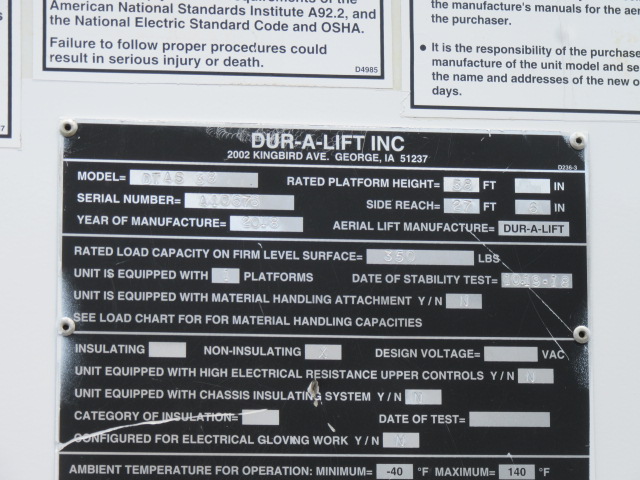 American National Standards Institute A92.2, and
the National Electric Standard Code and OSHA.
Failure to follow proper procedures could
result in serious injury or death.
D4985
the manufacture's manuals for the
the purchaser.
• It is the responsibility of the
manufacture of the unit model and
the name and addresses of the new
days.
DUR-A-LIFT INC
2002 KINGBIRD AVE. GEORGE, IA 51237
D236-3
MODEL= RATED PLATFORM HEIGHT= FT IN
SERIAL NUMBER= SIDE REACH= FT IN
YEAR OF MANUFACTURE= AERIAL LIFT MANUFACTURE= DUR-A-LIFT
RATED LOAD CAPACITY ON FIRM LEVEL SURFACE= 350 LBS
UNIT IS EQUIPPED WITH PLATFORMS DATE OF STABILITY TEST=
UNIT IS EQUIPPED WITH MATERIAL HANDLING ATTACHMENT Y / N N
SEE LOAD CHART FOR FOR MATERIAL HANDLING CAPACITIES
INSULATING NON-INSULATING X DESIGN VOLTAGE= VAC
UNIT EQUIPPED WITH HIGH ELECTRICAL RESISTANCE UPPER CONTROLS Y / N N
UNIT EQUIPPED WITH CHASSIS INSULATING SYSTEM Y / N N
CATEGORY OF INSULATION= DATE OF TEST=
CONFIGURED FOR ELECTRICAL GLOVING WORK Y / N N
AMBIENT TEMPERATURE FOR OPERATION: MINIMUM= -40 °F MAXIMUM= 140 °F